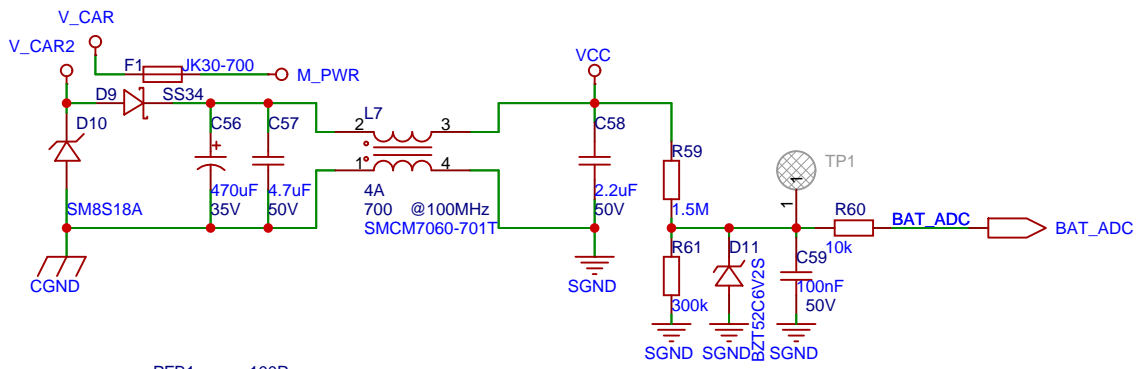 V_CAR
V_CAR2
F1 JK30-700
M_PWR
VCC
D9 SS34
D10
C56
C57
L7
2 3
1 4
C58
470uF
35V
4.7uF
50V
4A
700 @100MHz
SMCM7060-701T
2.2uF
50V
SM8S18A
CGND
SGND
R59
1.5M
TP1
1
1
R60
10k
BAT_ADC
BAT_ADC
R61
300k
D11
BZT52C6V2S
C59
100nF
50V
SGND
SGND
SGND